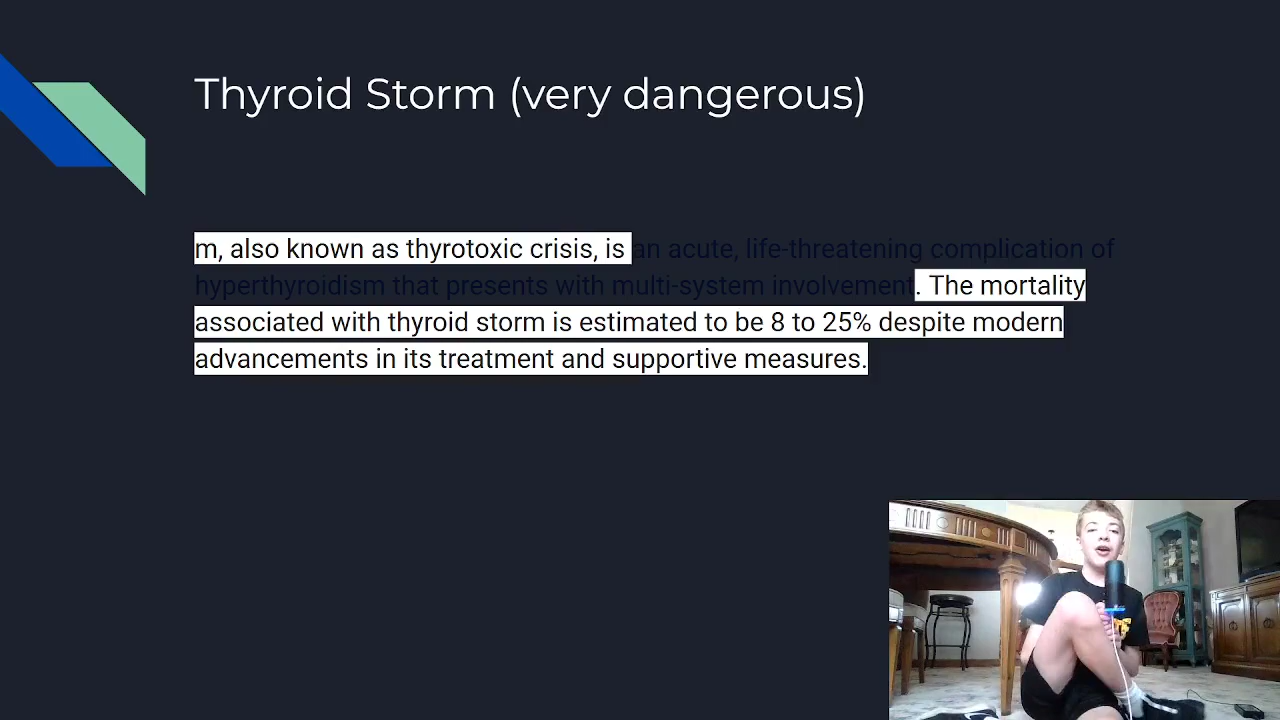 Thyroid Storm (very dangerous)
m, also known as thyrotoxic crisis, is an acute, life-threatening complication of
hyperthyroidism that presents with multi-system involvement. The mortality
associated with thyroid storm is estimated to be 8 to 25% despite modern
advancements in its treatment and supportive measures.